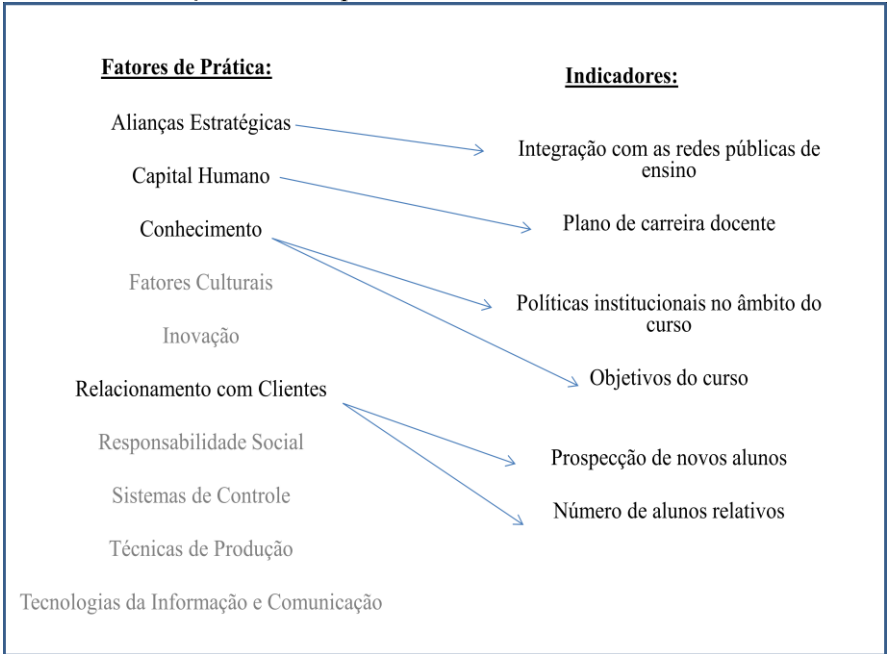 Fatores de Prática:
Alianças Estratégicas
Capital Humano
Conhecimento
Fatores Culturais
Inovação
Relacionamento com Clientes
Responsabilidade Social
Sistemas de Controle
Técnicas de Produção
Tecnologias da Informação e Comunicação
Indicadores:
Integração com as redes públicas de
ensino
Plano de carreira docente
Políticas institucionais no âmbito do
curso
Objetivos do curso
Prospecção de novos alunos
Número de alunos relativos